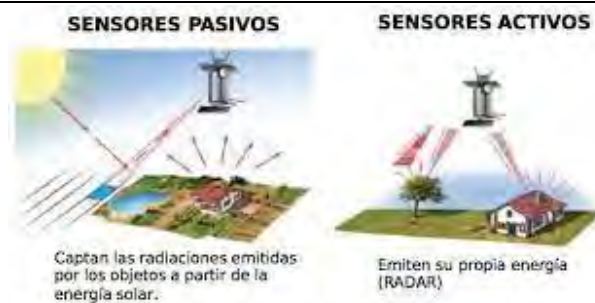 SENSORES PASIVOS
Captan las radiaciones emitidas
por los objetos a partir de la
energía solar.
SENSORES ACTIVOS
Emiten su propia energía
(RADAR)